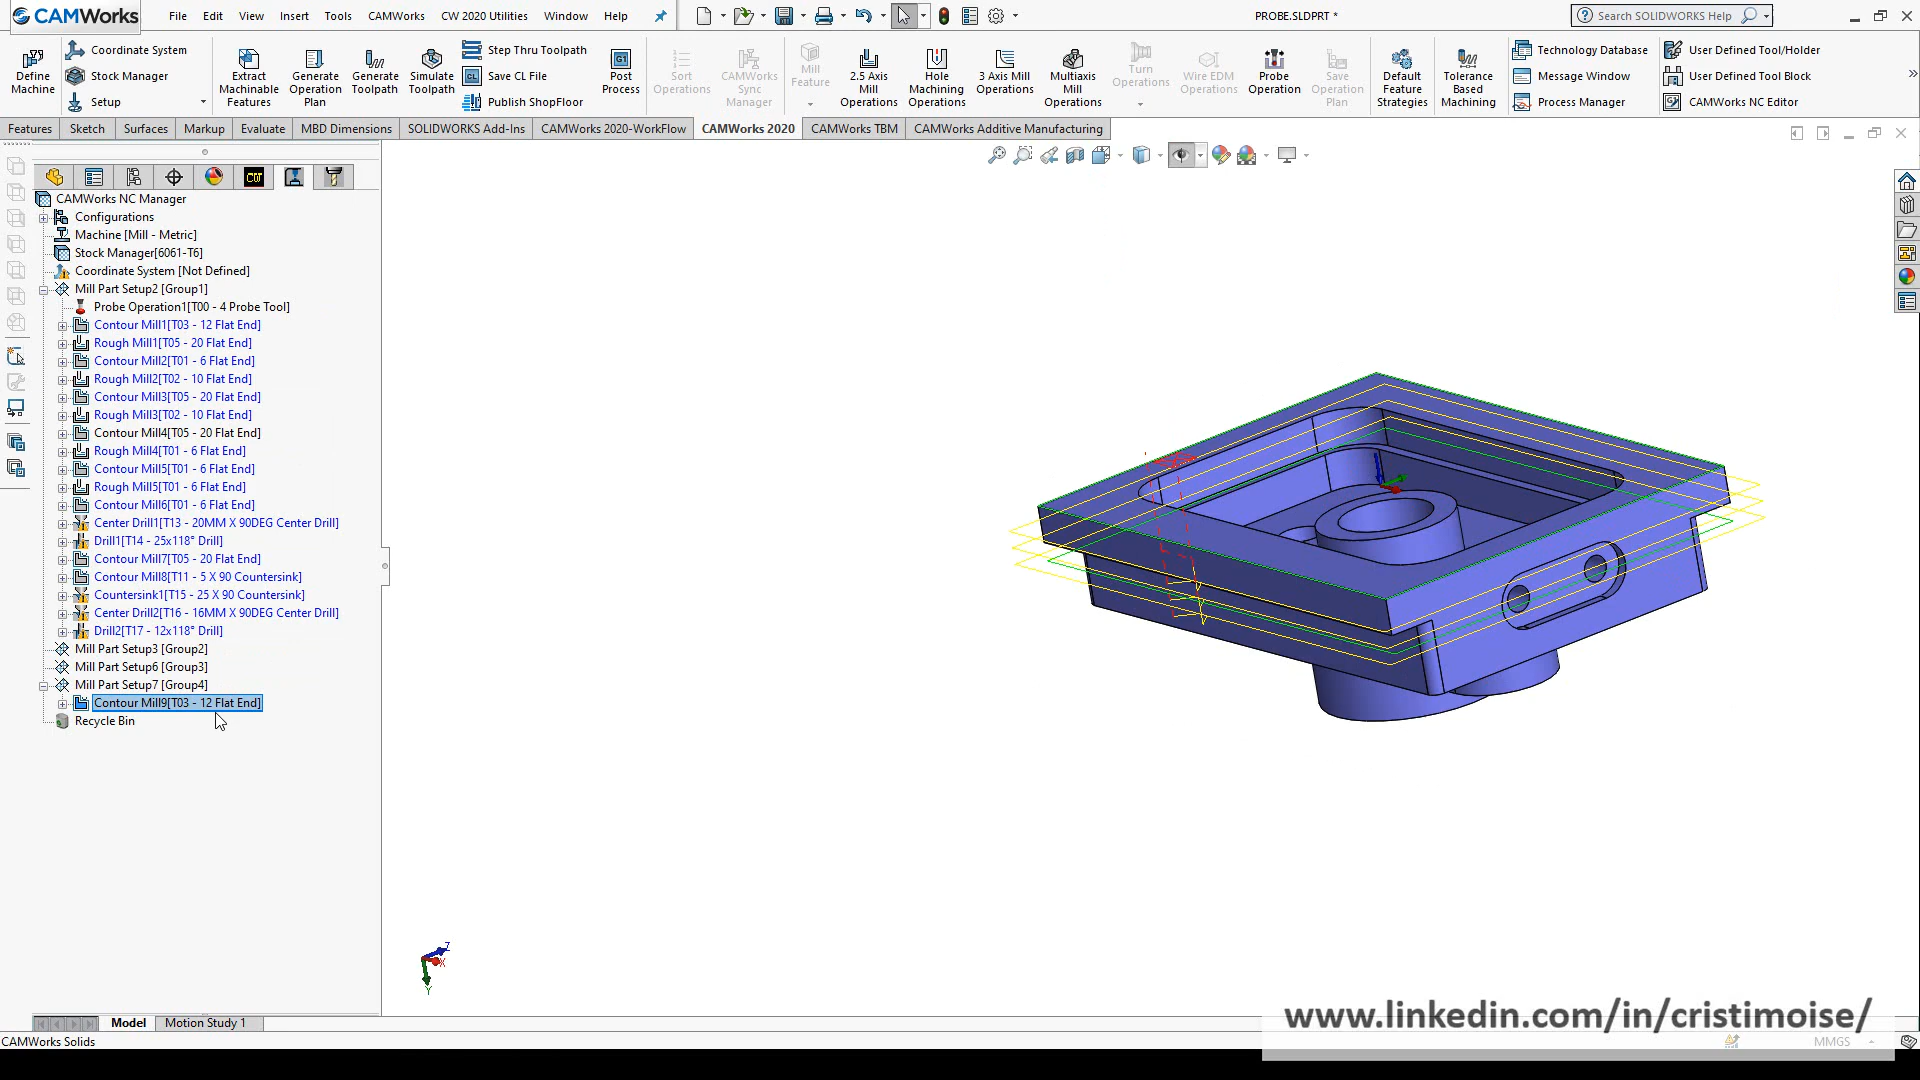 CAMWorks File Edit View Insert Tools CAMWorks CW 2020 Utilities Window Help PROBE.SLDPRT * Search SOLIDWORKS Help
Define Machine
Coordinate System
Stock Manager
Setup
Extract Machinable Features
Generate Operation Plan
Generate Toolpath
Simulate Toolpath
Step Thru Toolpath
Save CL File
Publish ShopFloor
Post Process
Sort Operations
CAMWorks Sync Manager
Mill Feature
2.5 Axis Mill Operations
Hole Machining Operations
3 Axis Mill Operations
Multiaxis Mill Operations
Turn Operations
Wire EDM Operations
Probe Operation
Save Operation Plan
Default Feature Strategies
Tolerance Based Machining
Technology Database
Message Window
Process Manager
User Defined Tool/Holder
User Defined Tool Block
CAMWorks NC Editor
Features Sketch Surfaces Markup Evaluate MBD Dimensions SOLIDWORKS Add-Ins CAMWorks 2020-WorkFlow CAMWorks 2020 CAMWorks TBM CAMWorks Additive Manufacturing
CAMWorks NC Manager
Configurations
Machine [Mill - Metric]
Stock Manager[6061-T6]
Coordinate System [Not Defined]
Mill Part Setup2 [Group1]
Probe Operation1[T00 - 4 Probe Tool]
Contour Mill1[T03 - 12 Flat End]
Rough Mill1[T05 - 20 Flat End]
Contour Mill2[T01 - 6 Flat End]
Rough Mill2[T02 - 10 Flat End]
Contour Mill3[T05 - 20 Flat End]
Rough Mill3[T02 - 10 Flat End]
Contour Mill4[T05 - 20 Flat End]
Rough Mill4[T01 - 6 Flat End]
Contour Mill5[T01 - 6 Flat End]
Rough Mill5[T01 - 6 Flat End]
Contour Mill6[T01 - 6 Flat End]
Center Drill1[T13 - 20MM X 90DEG Center Drill]
Drill1[T14 - 25x118° Drill]
Contour Mill7[T05 - 20 Flat End]
Contour Mill8[T11 - 5 X 90 Countersink]
Countersink1[T15 - 25 X 90 Countersink]
Center Drill2[T16 - 16MM X 90DEG Center Drill]
Drill2[T17 - 12x118° Drill]
Mill Part Setup3 [Group2]
Mill Part Setup6 [Group3]
Mill Part Setup7 [Group4]
Contour Mill9[T03 - 12 Flat End]
Recycle Bin
Z
X
Y
www.linkedin.com/in/cristimoise/
Model Motion Study 1
CAMWorks Solids MMGS